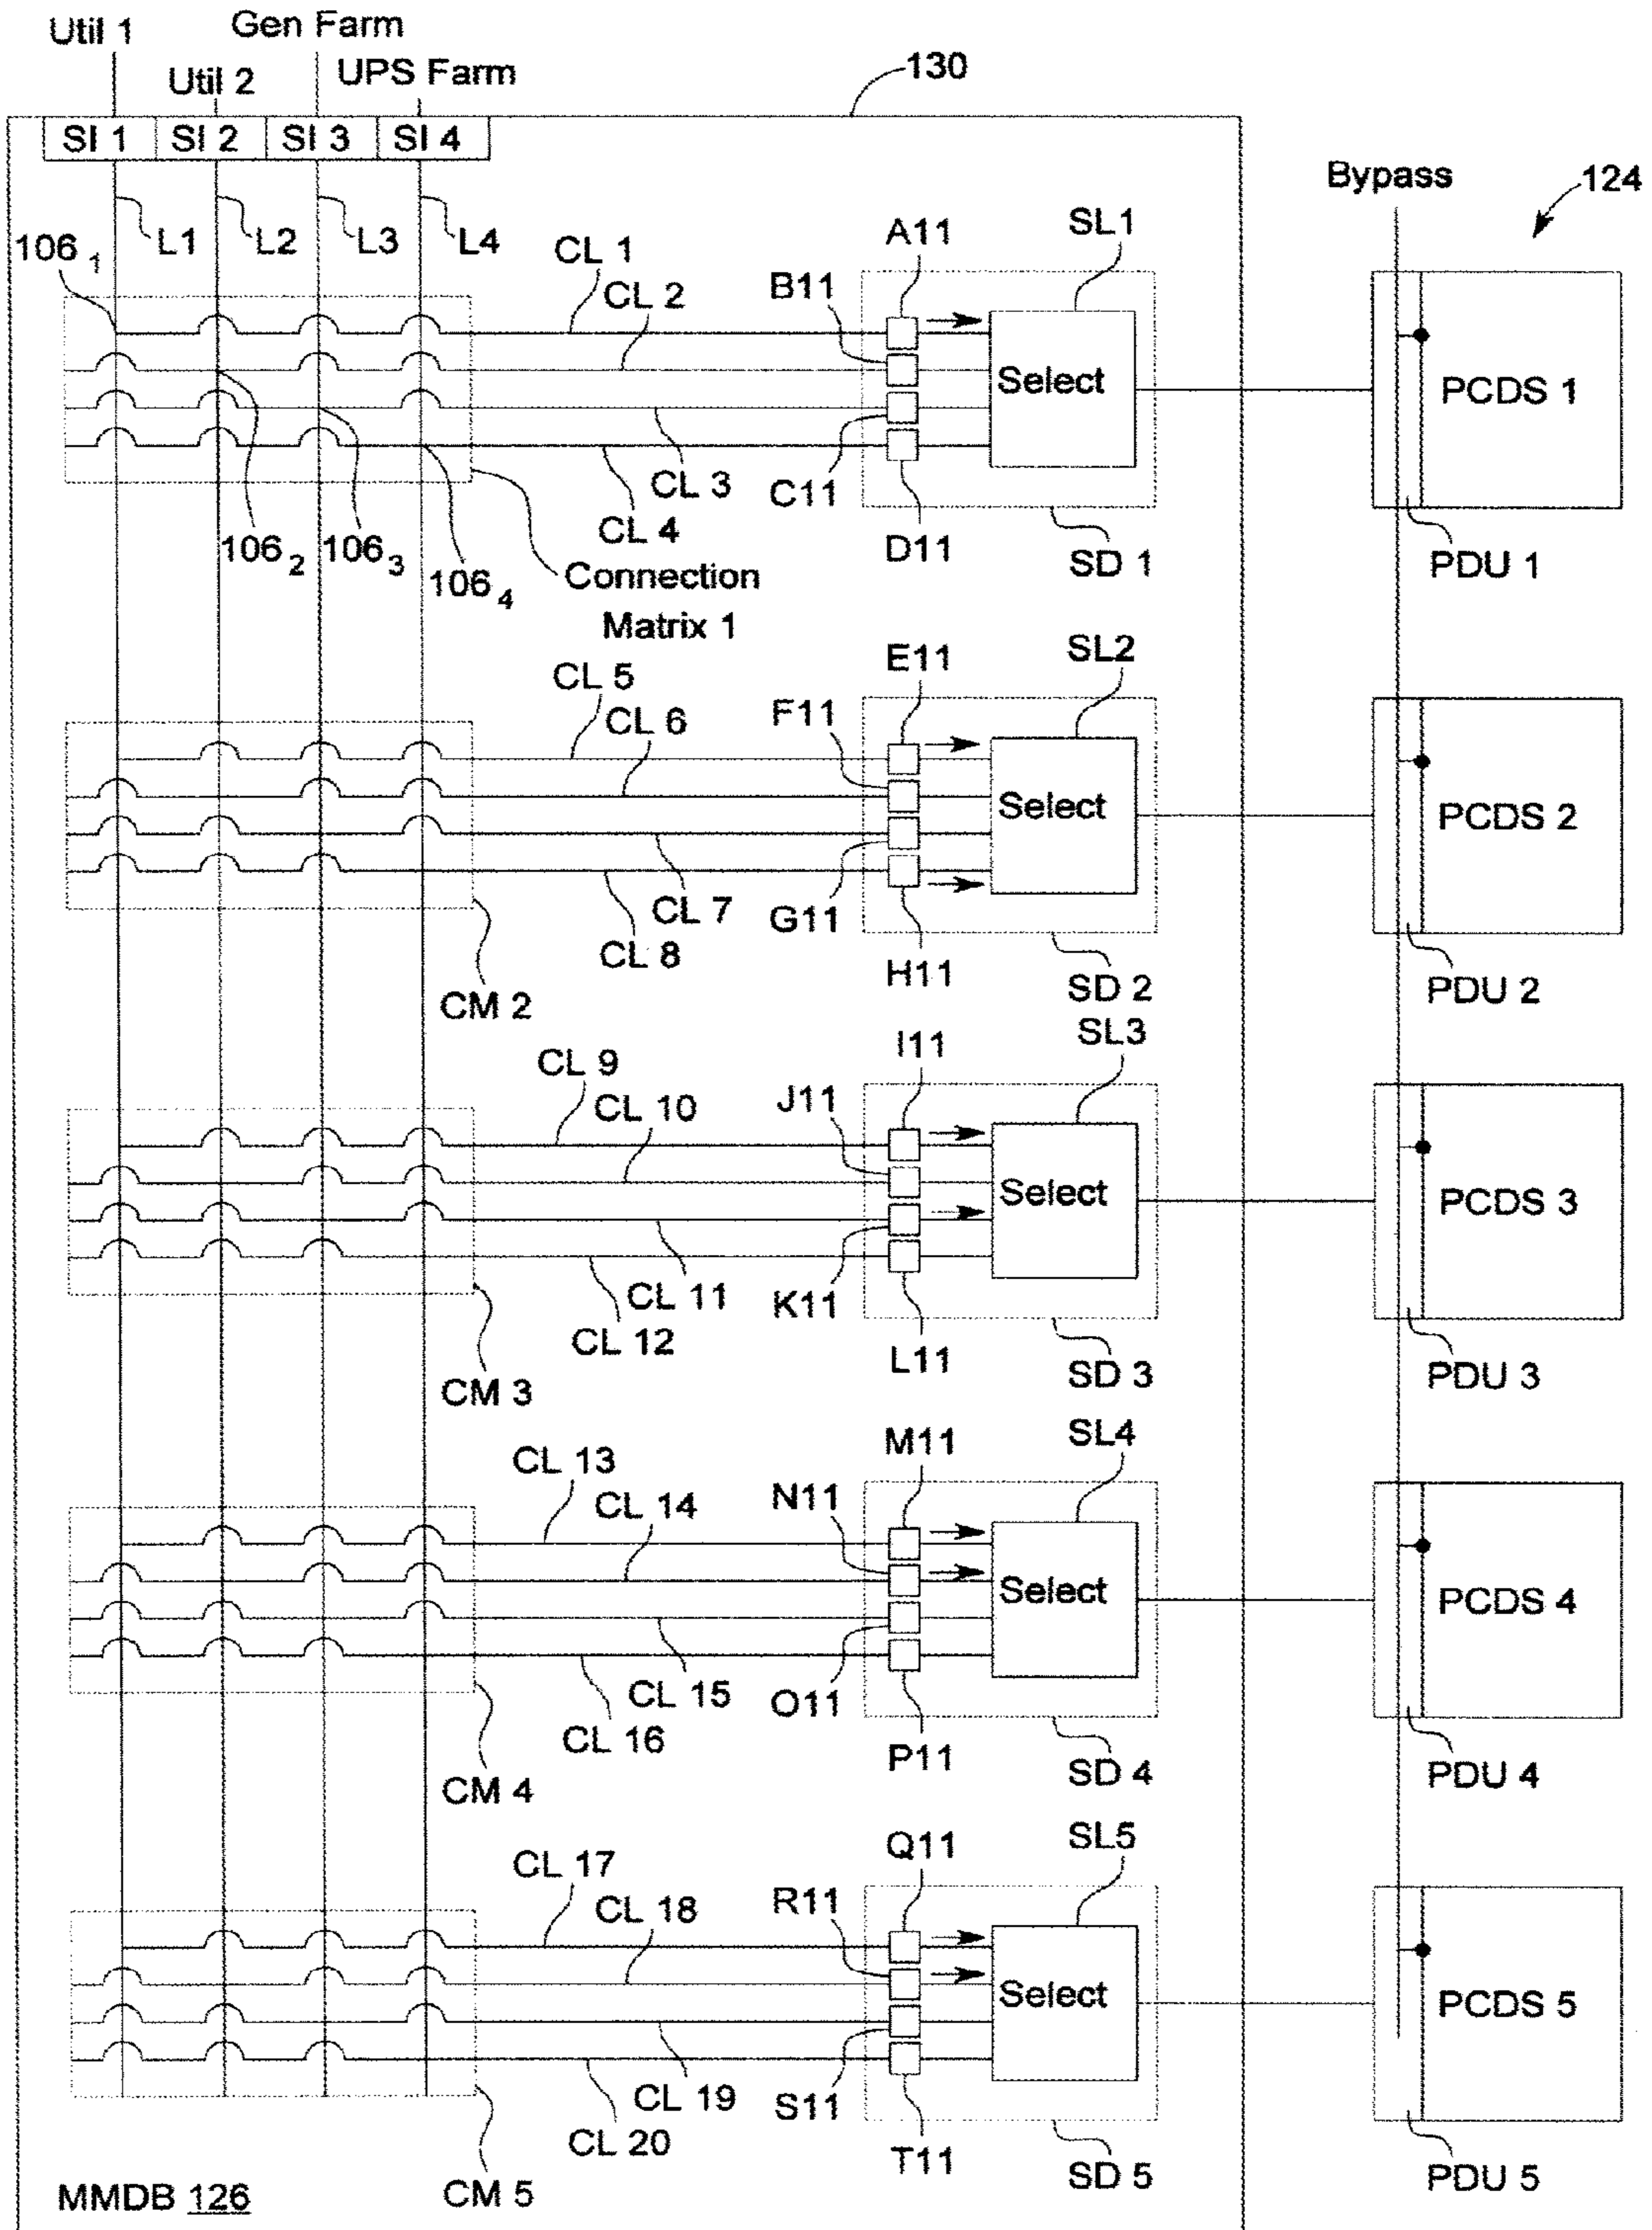 Util 1
Gen Farm
Util 2
UPS Farm
130
SI 1 SI 2 SI 3 SI 4
Bypass
124
L1 L2 L3 L4
106 1
CL 1
CL 2
A11
B11
SL1
Select
PCDS 1
CL 3
CL 4
C11
D11
SD 1
PDU 1
106 2
106 3
106 4
Connection
Matrix 1
CL 5
CL 6
E11
F11
SL2
Select
PCDS 2
CL 7
CL 8
G11
H11
SD 2
PDU 2
CM 2
CL 9
CL 10
I11
J11
SL3
Select
PCDS 3
CL 11
CL 12
K11
L11
SD 3
PDU 3
CM 3
CL 13
CL 14
M11
N11
SL4
Select
PCDS 4
CL 15
CL 16
O11
P11
SD 4
PDU 4
CM 4
CL 17
CL 18
Q11
R11
SL5
Select
PCDS 5
CL 19
CL 20
S11
T11
SD 5
PDU 5
CM 5
MMDB 126